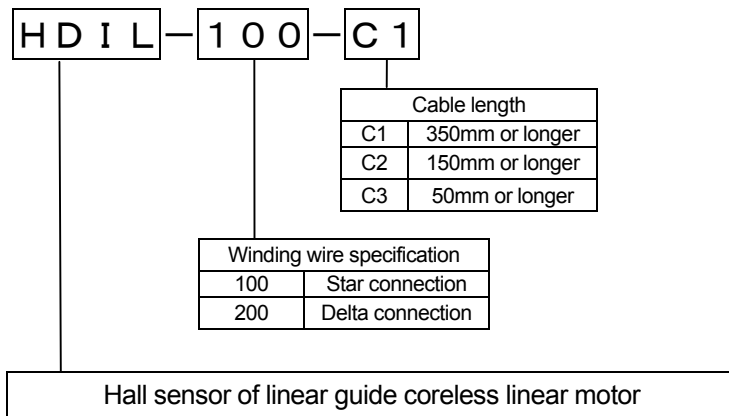 HDIL-100-C1
Cable length
C1 350mm or longer
C2 150mm or longer
C3 50mm or longer
Winding wire specification
100 Star connection
200 Delta connection
Hall sensor of linear guide coreless linear motor